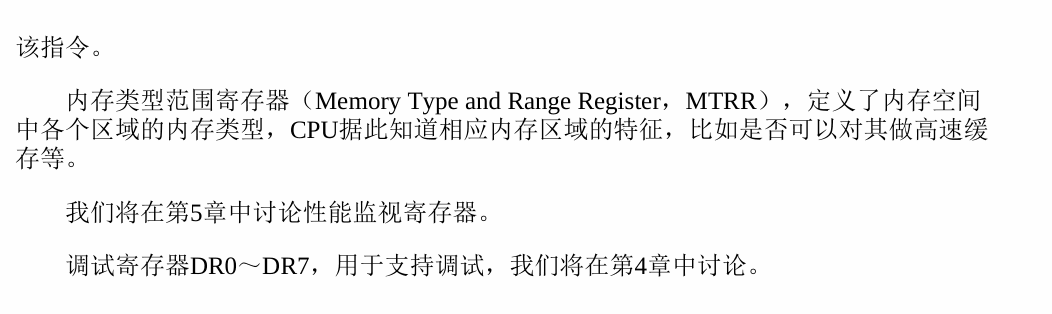 该指令。
内存类型范围寄存器（Memory Type and Range Register，MTRR），定义了内存空间
中各个区域的内存类型，CPU据此知道相应内存区域的特征，比如是否可以对其做高速缓
存等。
我们将在第5章中讨论性能监视寄存器。
调试寄存器DR0～DR7，用于支持调试，我们将在第4章中讨论。